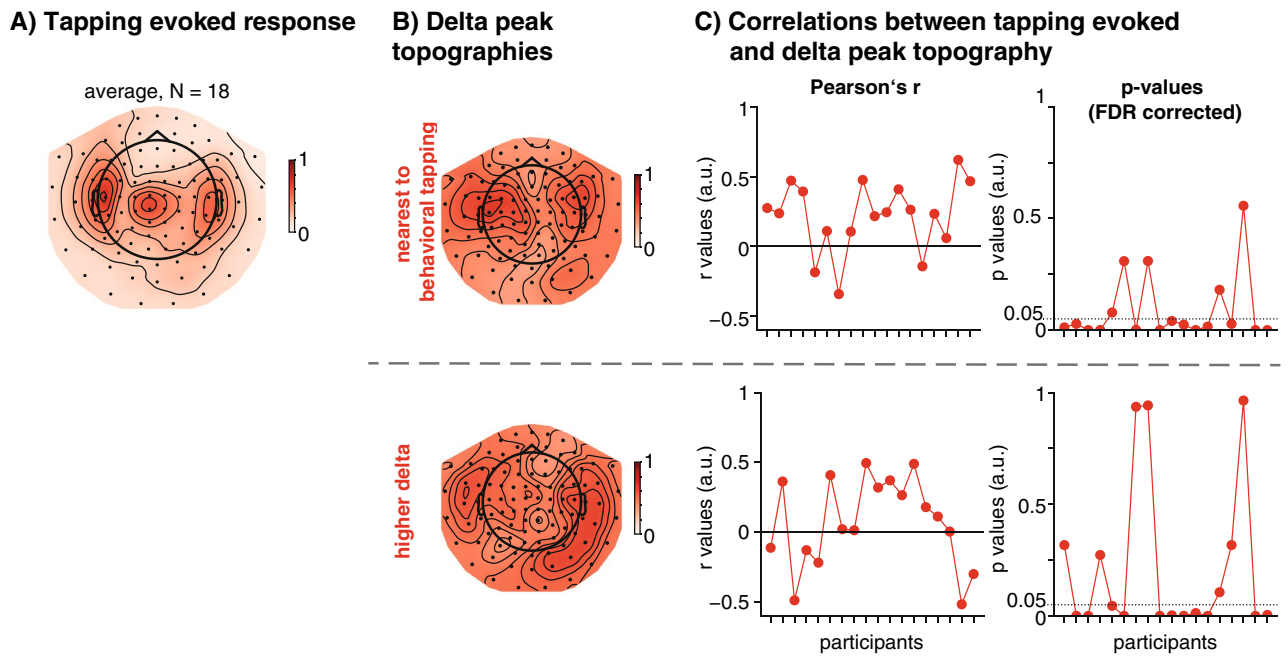 A) Tapping evoked response
average, N = 18
1
0
B) Delta peak
topographies
nearest to
behavioral tapping
1
0
higher delta
1
0
C) Correlations between tapping evoked
and delta peak topography
Pearson‘s r
r values (a.u.)
1
0.5
0
−0.5
p-values
(FDR corrected)
p values (a.u.)
1
0.5
0.05
0
r values (a.u.)
1
0.5
0
−0.5
participants
p values (a.u.)
1
0.5
0.05
0
participants